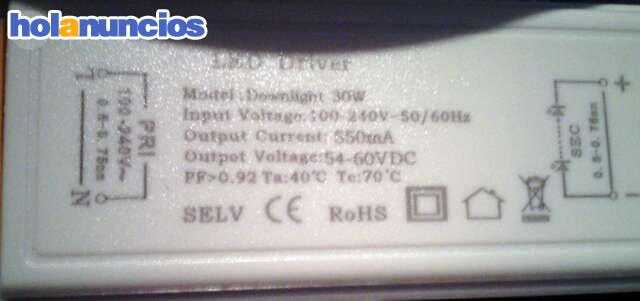 holanuncios
LED Driver
Model:Downlight 30W
Input Voltage:100-240V-50/60Hz
Output Current:550mA
Output Voltage:54-60VDC
PF>0.92 Ta:40℃ Tc:70℃
SELV CE RoHS
L
PRI
100-240V~
0.5-0.75mm
N
+
SEC
0.5-0.75mm
-